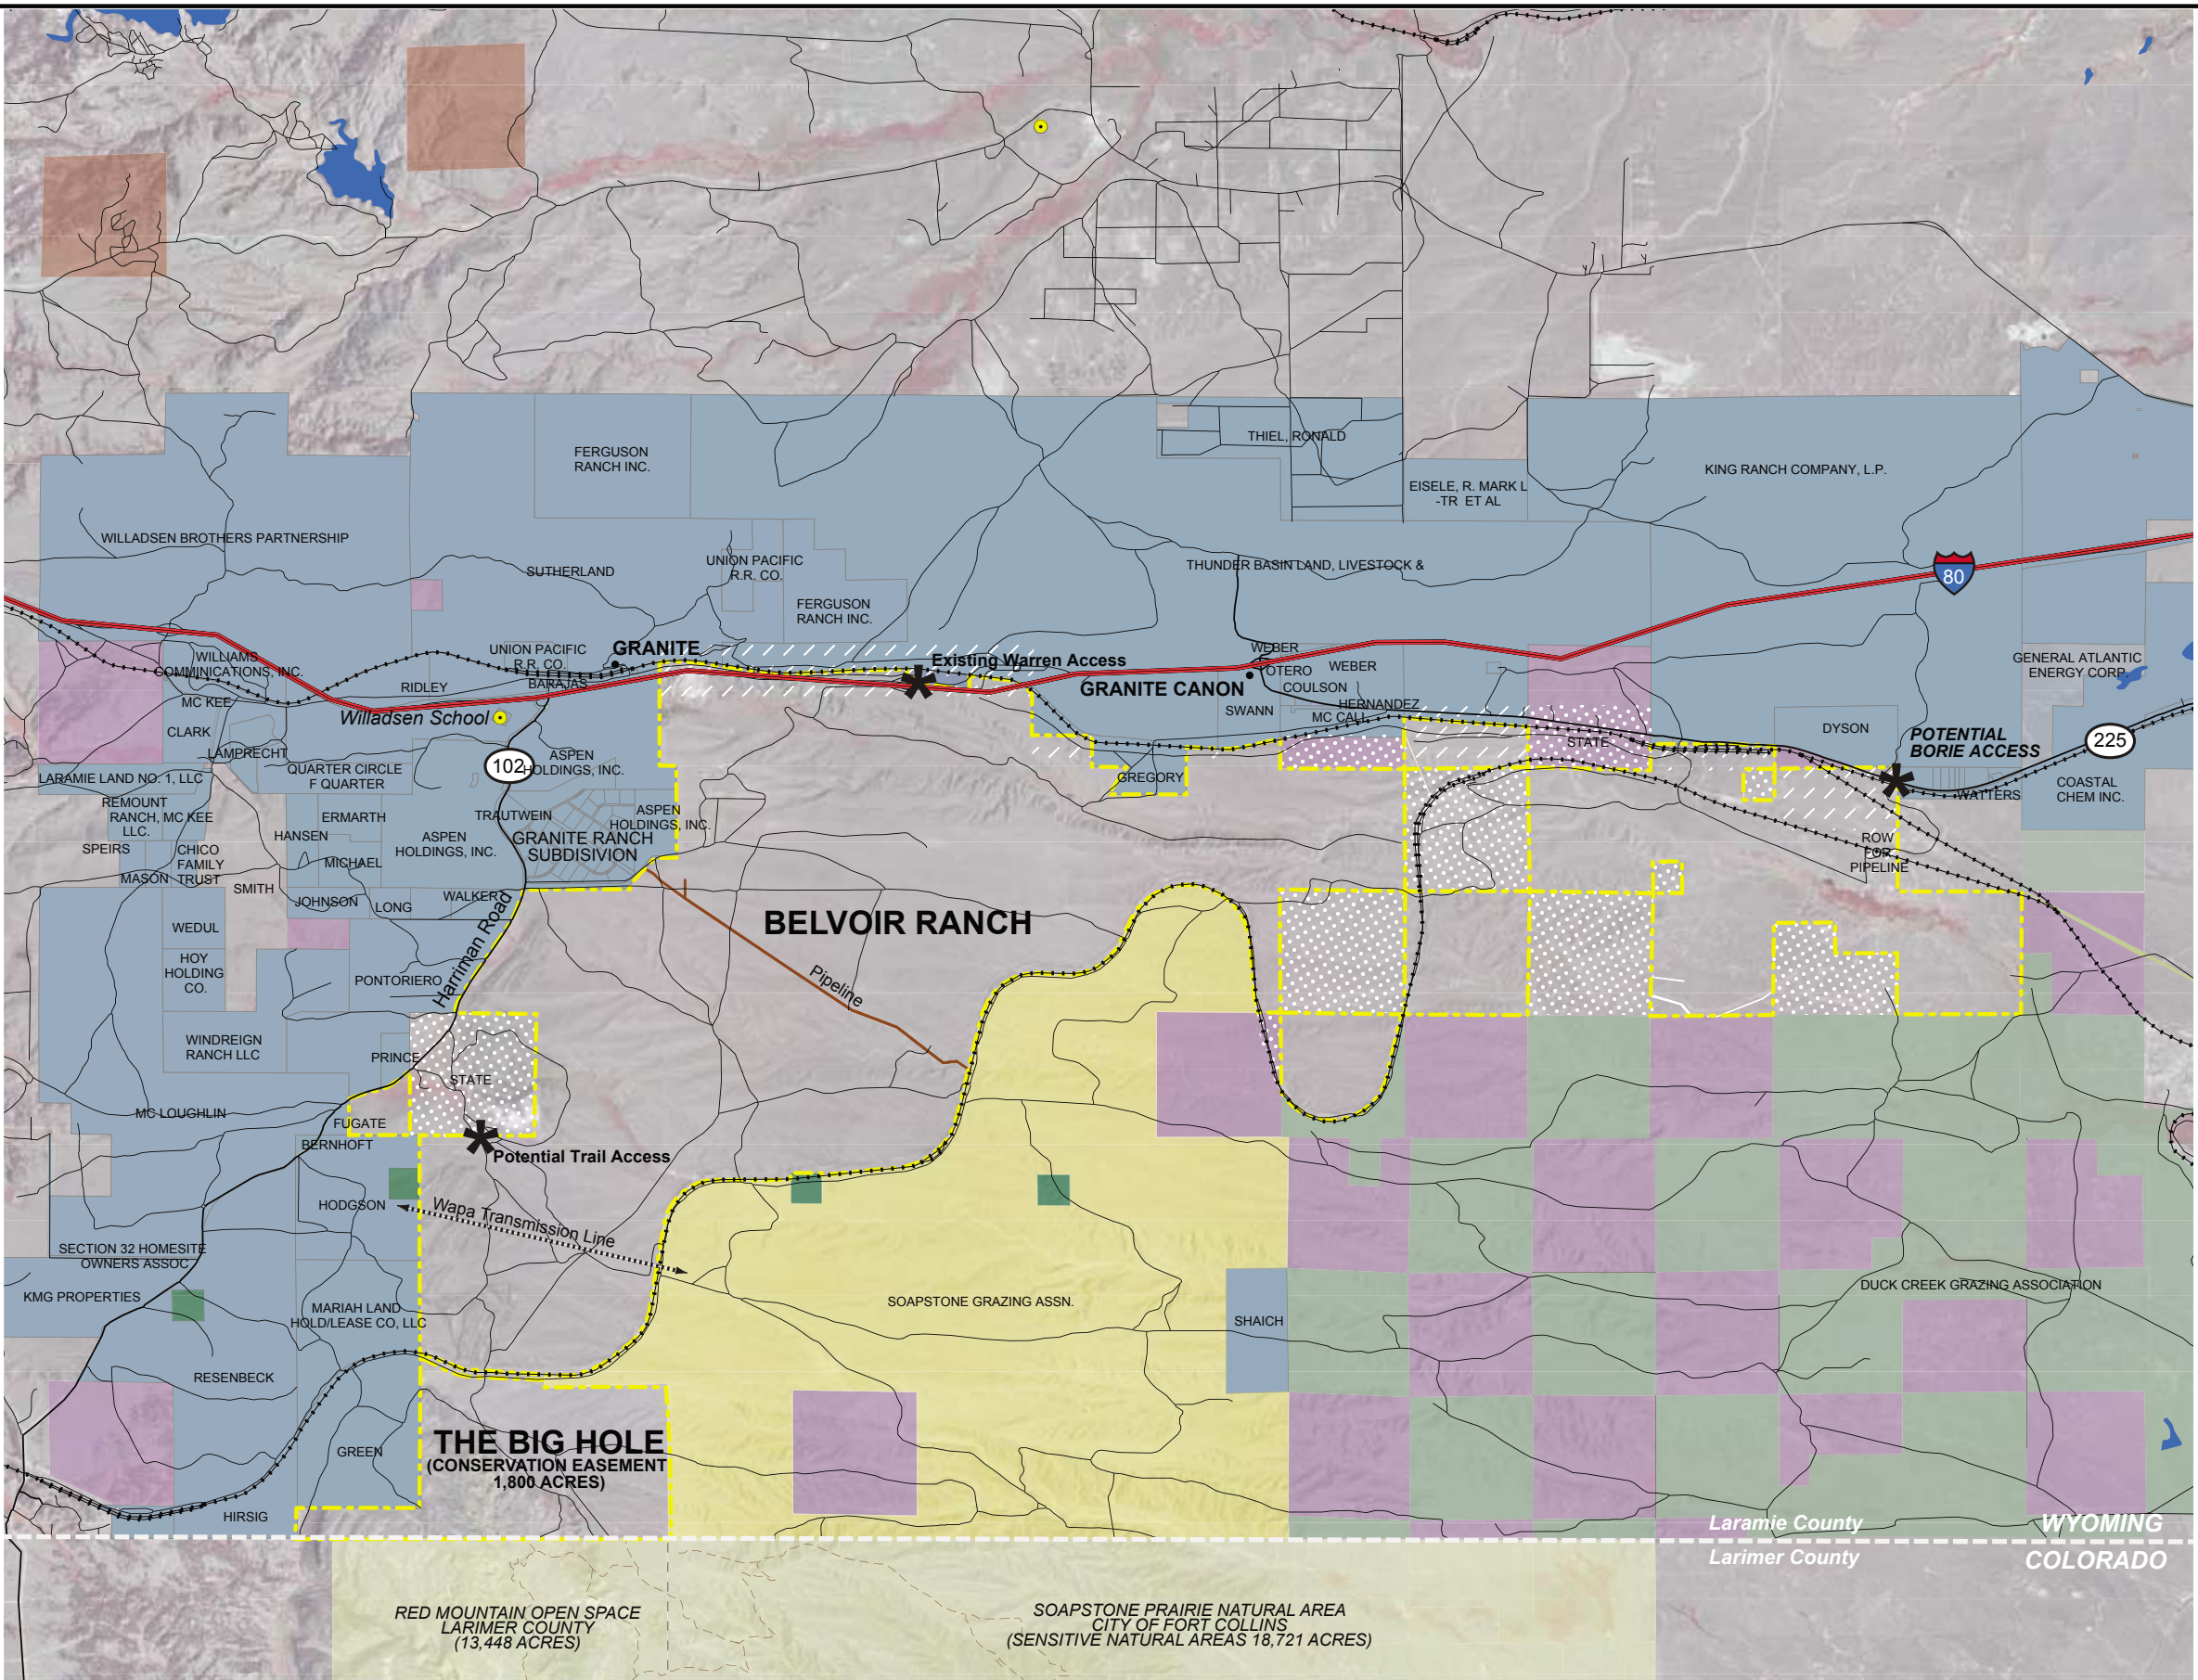 THIEL, RONALD
FERGUSON
RANCH INC.
KING RANCH COMPANY, L.P.
EISELE, R. MARK L
-TR  ET AL
WILLADSEN BROTHERS PARTNERSHIP
UNION PACIFIC
R.R. CO.
SUTHERLAND
THUNDER BASIN LAND, LIVESTOCK &
80
FERGUSON
RANCH INC.
GRANITE
UNION PACIFIC
R.R. CO.
WILLIAMS
COMMINICATIONS, INC.
Existing Warren Access
WEBER
WEBER
OTERO
GENERAL ATLANTIC
ENERGY CORP.
RIDLEY
BARAJAS
GRANITE CANON
COULSON
MC KEE
HERNANDEZ
SWANN
MC CALL
Willadsen School
CLARK
DYSON
POTENTIAL
BORIE ACCESS
225
STATE
LAMPRECHT
102
ASPEN
HOLDINGS, INC.
QUARTER CIRCLE
F QUARTER
LARAMIE LAND NO. 1, LLC
GREGORY
COASTAL
CHEM INC.
WATTERS
REMOUNT
RANCH, MC KEE
LLC.
ERMARTH
TRAUTWEIN
ASPEN
HOLDINGS, INC.
HANSEN
ASPEN
HOLDINGS, INC.
GRANITE RANCH
SUBDISIVION
ROW
FOR
PIPELINE
SPEIRS
CHICO
FAMILY
TRUST
MICHAEL
MASON
SMITH
JOHNSON
LONG
WALKER
WEDUL
BELVOIR RANCH
Harriman Road
HOY
HOLDING
CO.
PONTORIERO
Pipeline
WINDREIGN
RANCH LLC
PRINCE
STATE
MC LOUGHLIN
FUGATE
BERNHOFT
Potential Trail Access
HODGSON
Wapa Transmission Line
SECTION 32 HOMESITE
OWNERS ASSOC
KMG PROPERTIES
MARIAH LAND
HOLD/LEASE CO, LLC
SOAPSTONE GRAZING ASSN.
SHAICH
DUCK CREEK GRAZING ASSOCIATION
RESENBECK
GREEN
THE BIG HOLE
(CONSERVATION EASEMENT
1,800 ACRES)
HIRSIG
Laramie County
WYOMING
Larimer County
COLORADO
RED MOUNTAIN OPEN SPACE
LARIMER COUNTY
(13,448 ACRES)
SOAPSTONE PRAIRIE NATURAL AREA
CITY OF FORT COLLINS
(SENSITIVE NATURAL AREAS 18,721 ACRES)